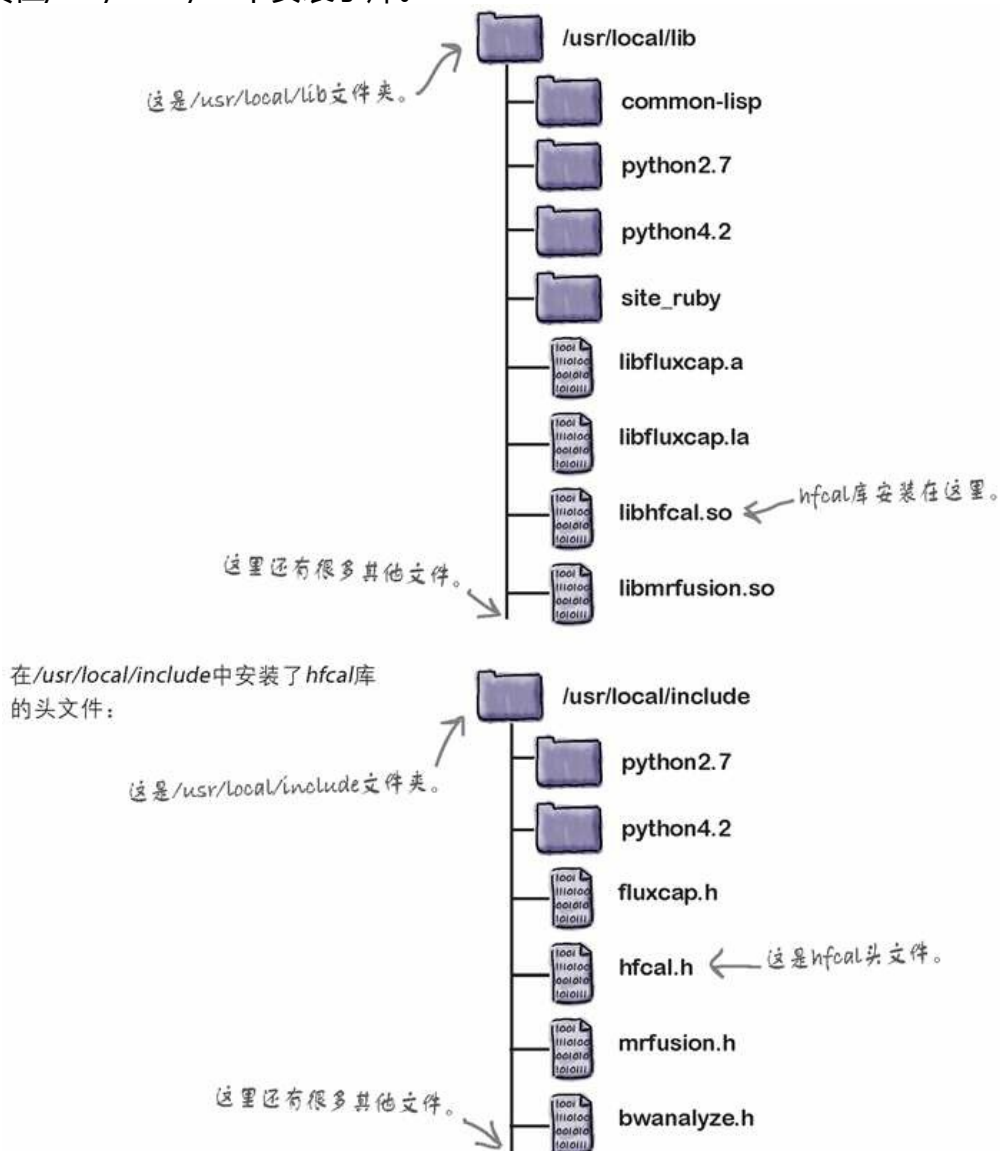 /usr/local/lib
这是/usr/local/lib文件夹。
common-lisp
python2.7
python4.2
site_ruby
libfluxcap.a
libfluxcap.la
libhfcal.so
hfcal库安装在这里。
这里还有很多其他文件。
libmrfusion.so
在/usr/local/include中安装了hfcal库
的头文件：
/usr/local/include
这是/usr/local/include文件夹。
python2.7
python4.2
fluxcap.h
hfcal.h
这是hfcal头文件。
mrfusion.h
这里还有很多其他文件。
bwanalyze.h